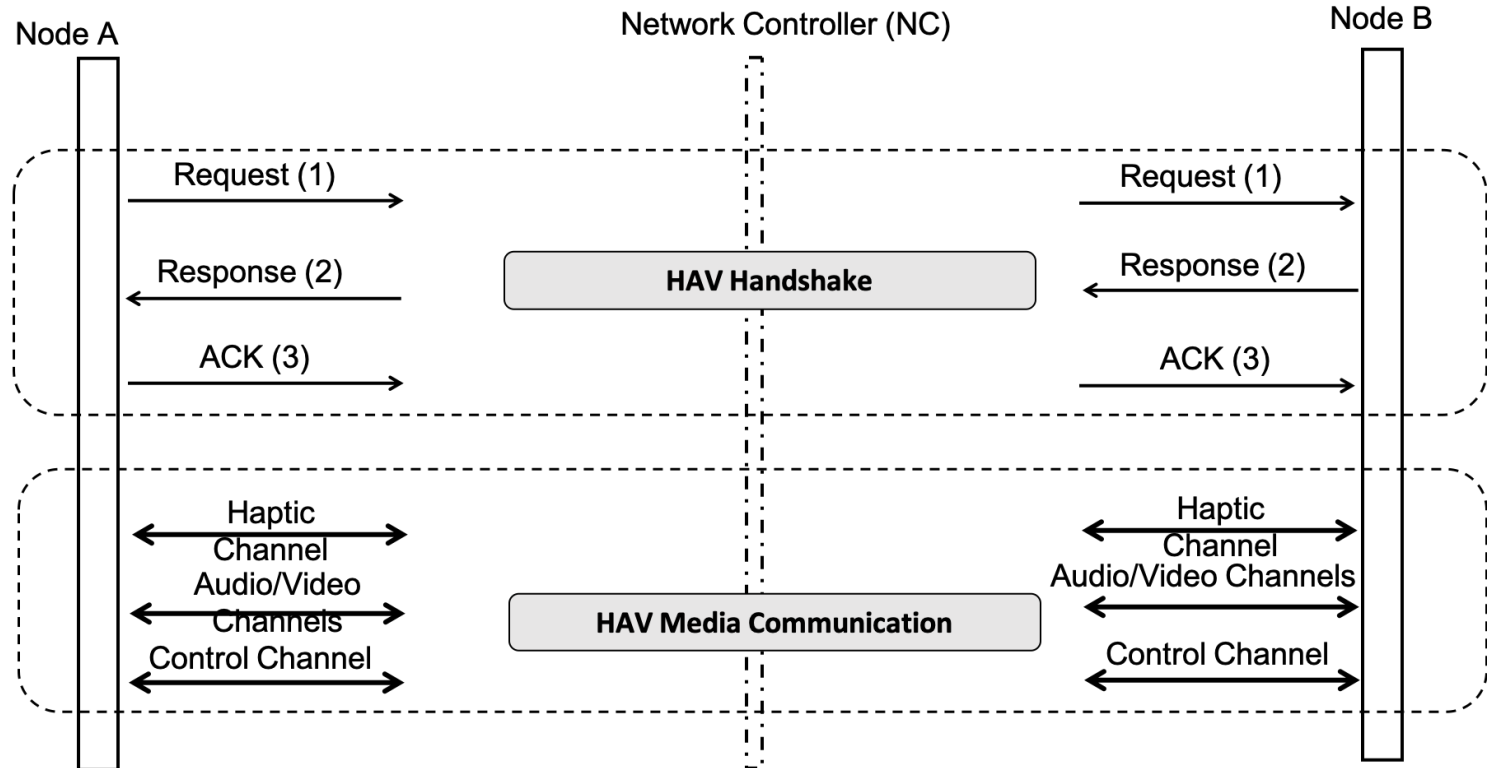 Node A
Network Controller (NC)
Node B
Request (1)
Request (1)
HAV Handshake
Response (2)
Response (2)
ACK (3)
ACK (3)
Haptic
Channel
Haptic
Channel
Audio/Video
Channels
Audio/Video Channels
HAV Media Communication
Control Channel
Control Channel